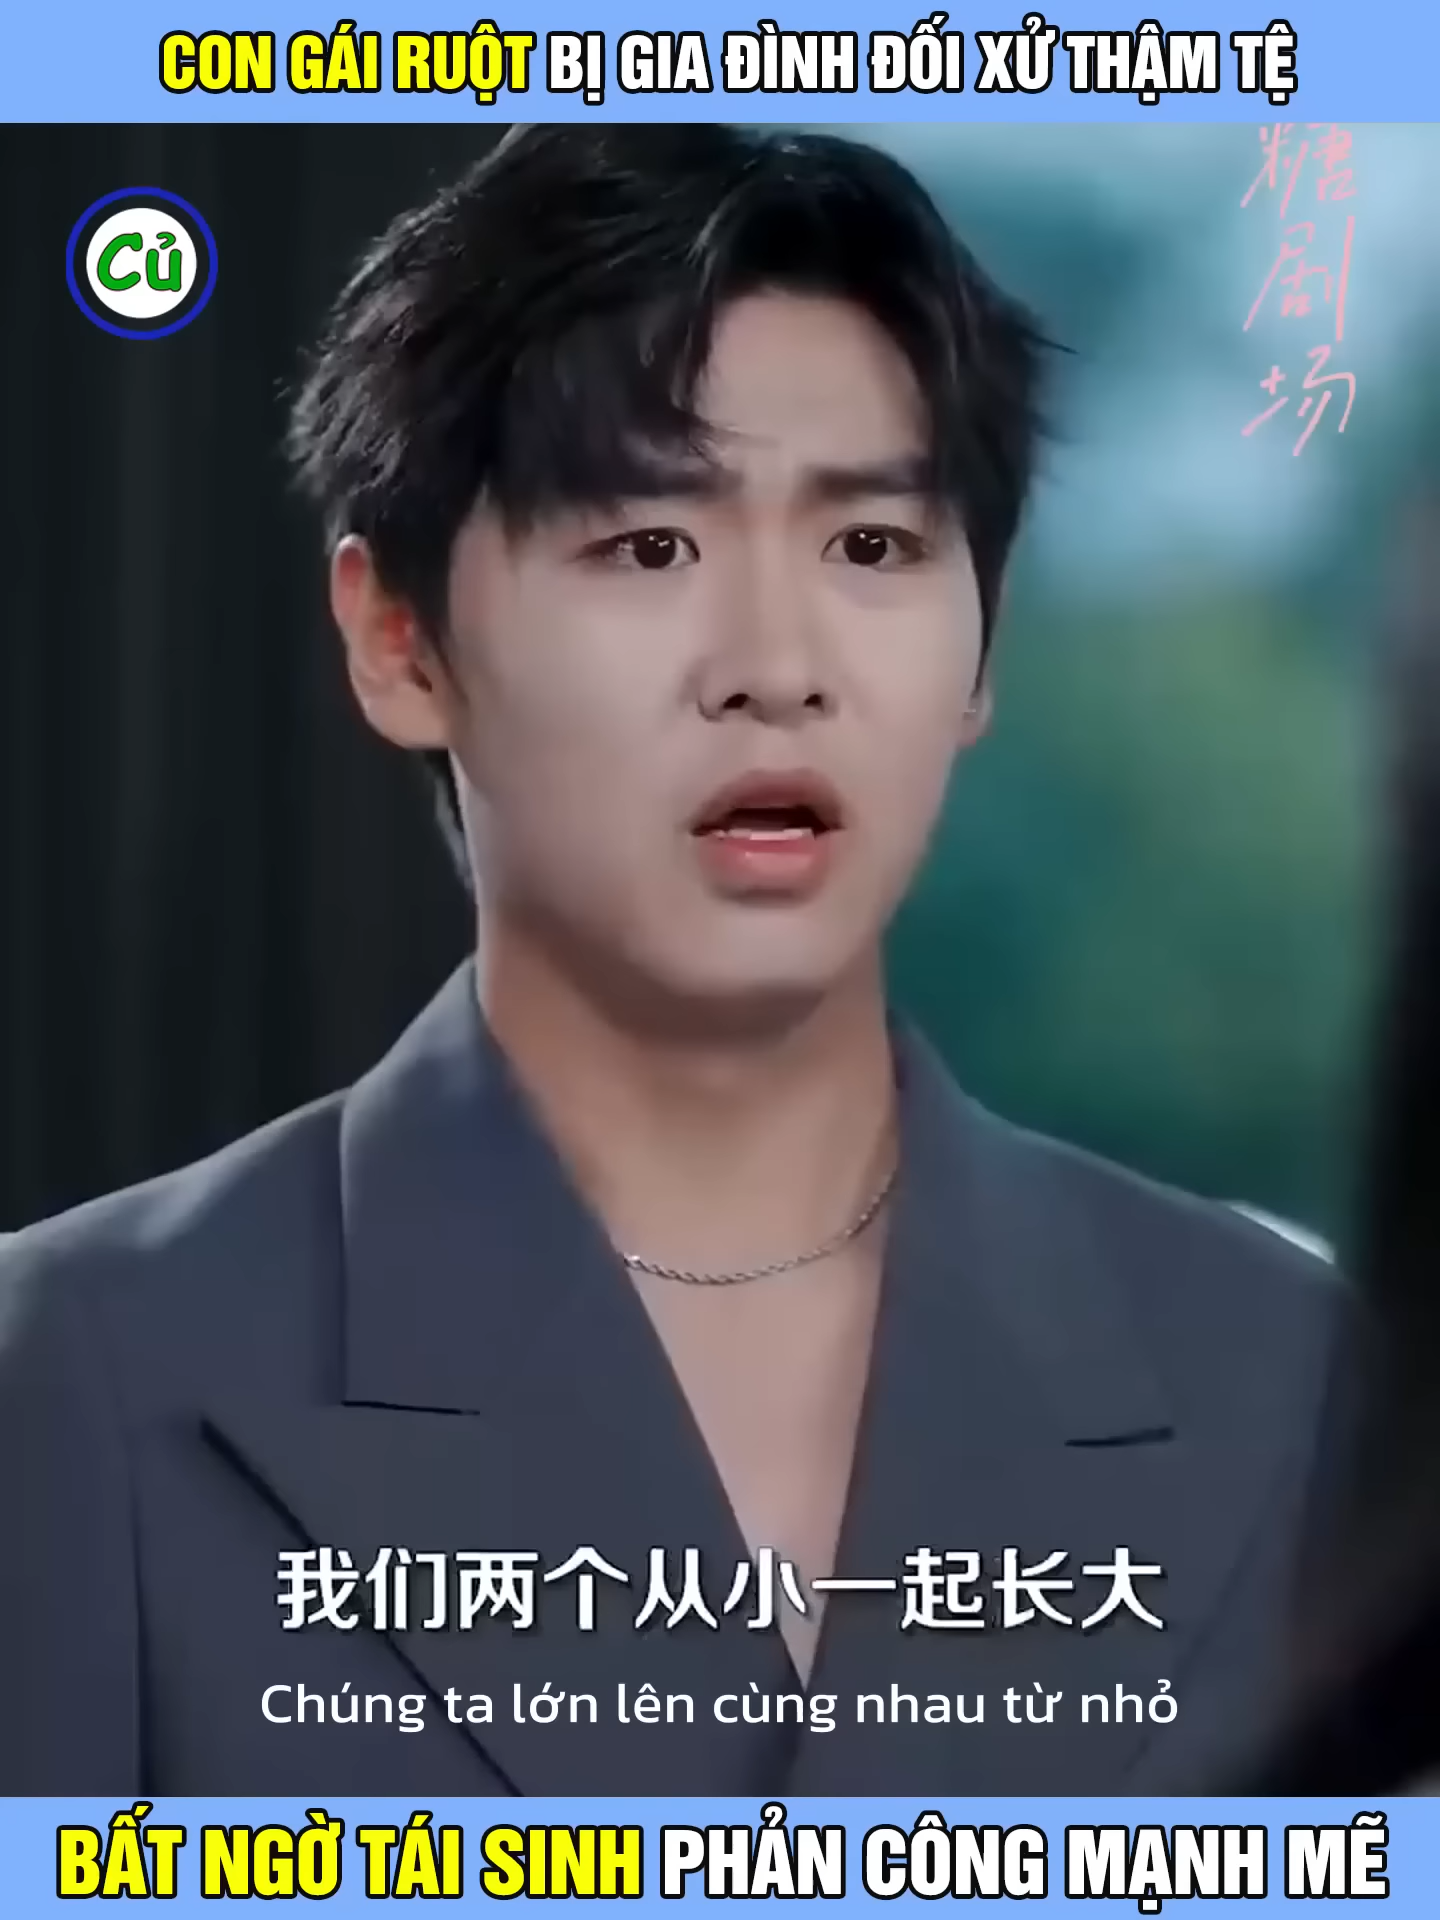 CON GÁI RUỘT BỊ GIA ĐÌNH ĐỐI XỬ THẬM TỆ
Củ
糖
剧
场
我们两个从小一起长大
Chúng ta lớn lên cùng nhau từ nhỏ
BẤT NGỜ TÁI SINH PHẢN CÔNG MẠNH MẼ